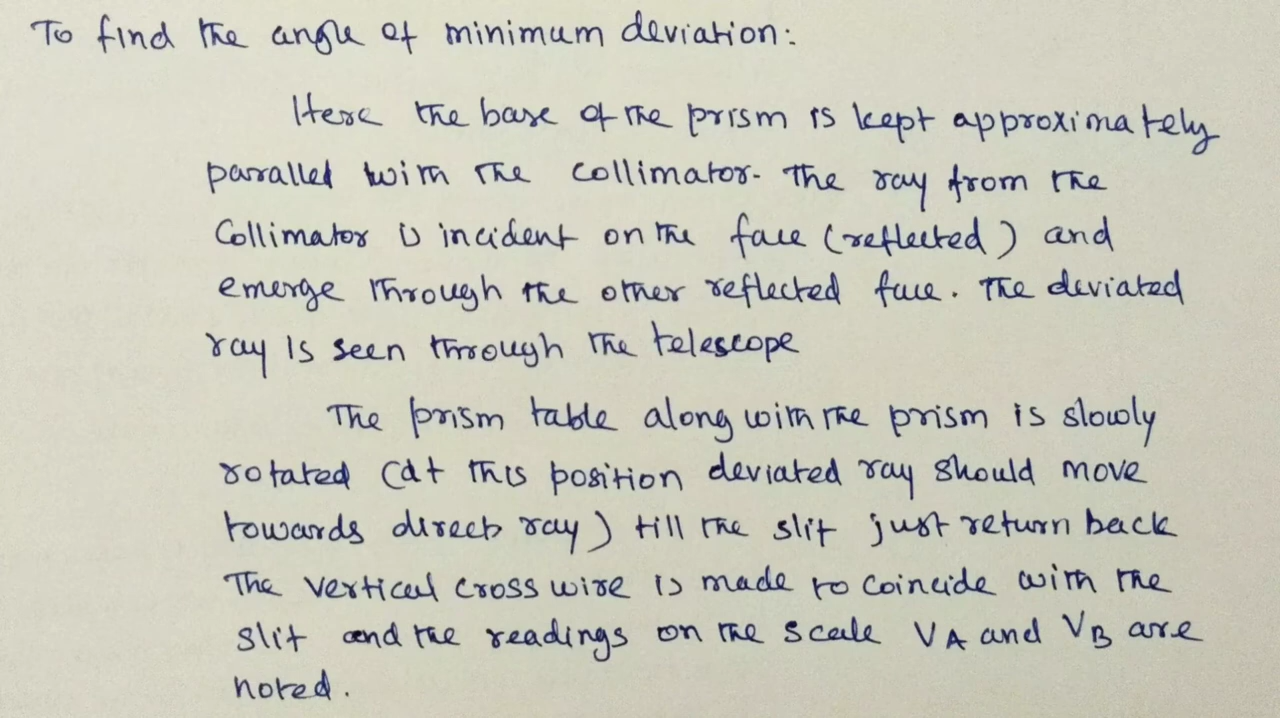 To find the angle of minimum deviation:
Here the base of the prism is kept approximately
parallel with the collimator. The ray from the
Collimator is incident on the face (reflected) and
emerge through the other reflected face. The deviated
ray is seen through the telescope
The prism table along with the prism is slowly
rotated (at this position deviated ray should move
towards direct ray) till the slit just return back
The vertical cross wire is made to coincide with the
slit and the readings on the scale VA and VB are
noted.